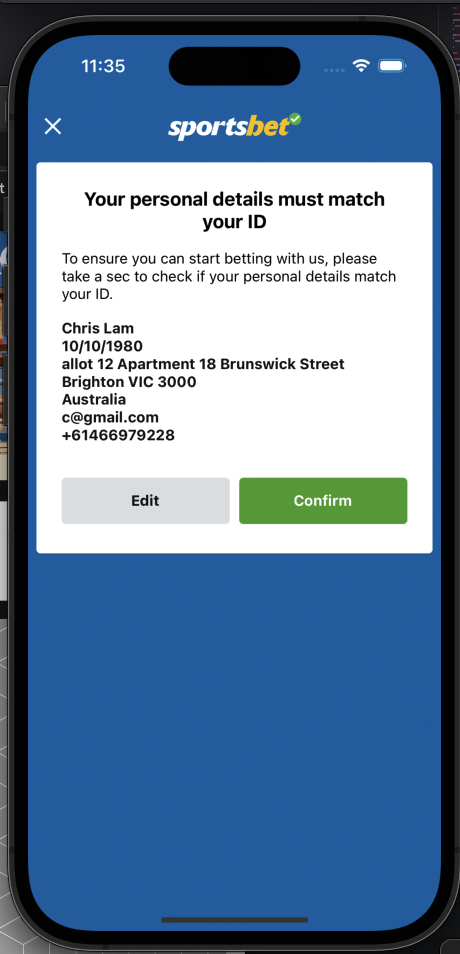 11:35
sportsbet
Your personal details must match
your ID
To ensure you can start betting with us, please
take a sec to check if your personal details match
your ID.
Chris Lam
10/10/1980
allot 12 Apartment 18 Brunswick Street
Brighton VIC 3000
Australia
c@gmail.com
+61466979228
Edit
Confirm